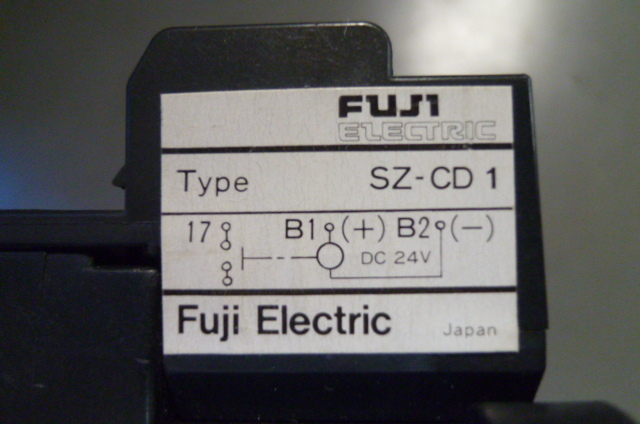 FUJI
ELECTRIC
Type SZ-CD 1
17 B1 (+) B2 (-)
DC 24V
Fuji Electric Japan